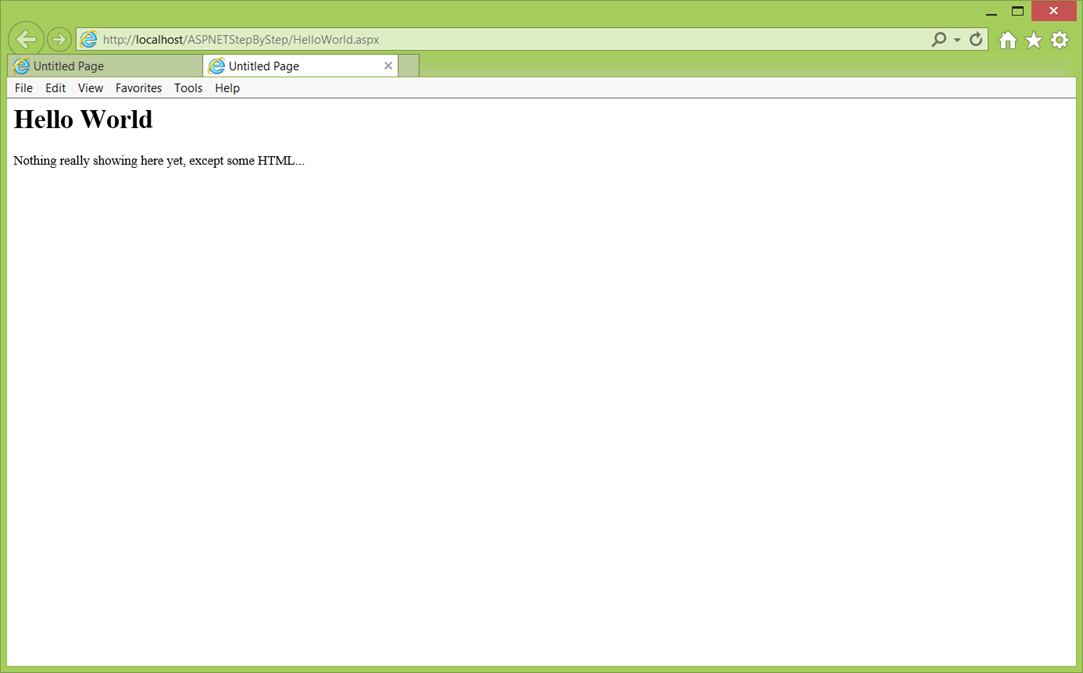 http://localhost/ASPNETStepByStep/HelloWorld.aspx
Untitled Page
Untitled Page
File Edit View Favorites Tools Help
Hello World
Nothing really showing here yet, except some HTML...